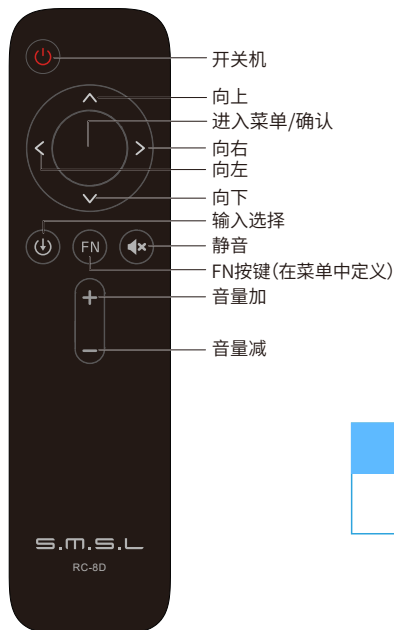 开关机
向上
进入菜单/确认
向右
向左
向下
输入选择
静音
FN
FN按键(在菜单中定义)
音量加
音量减
S.M.S.L
RC-8D